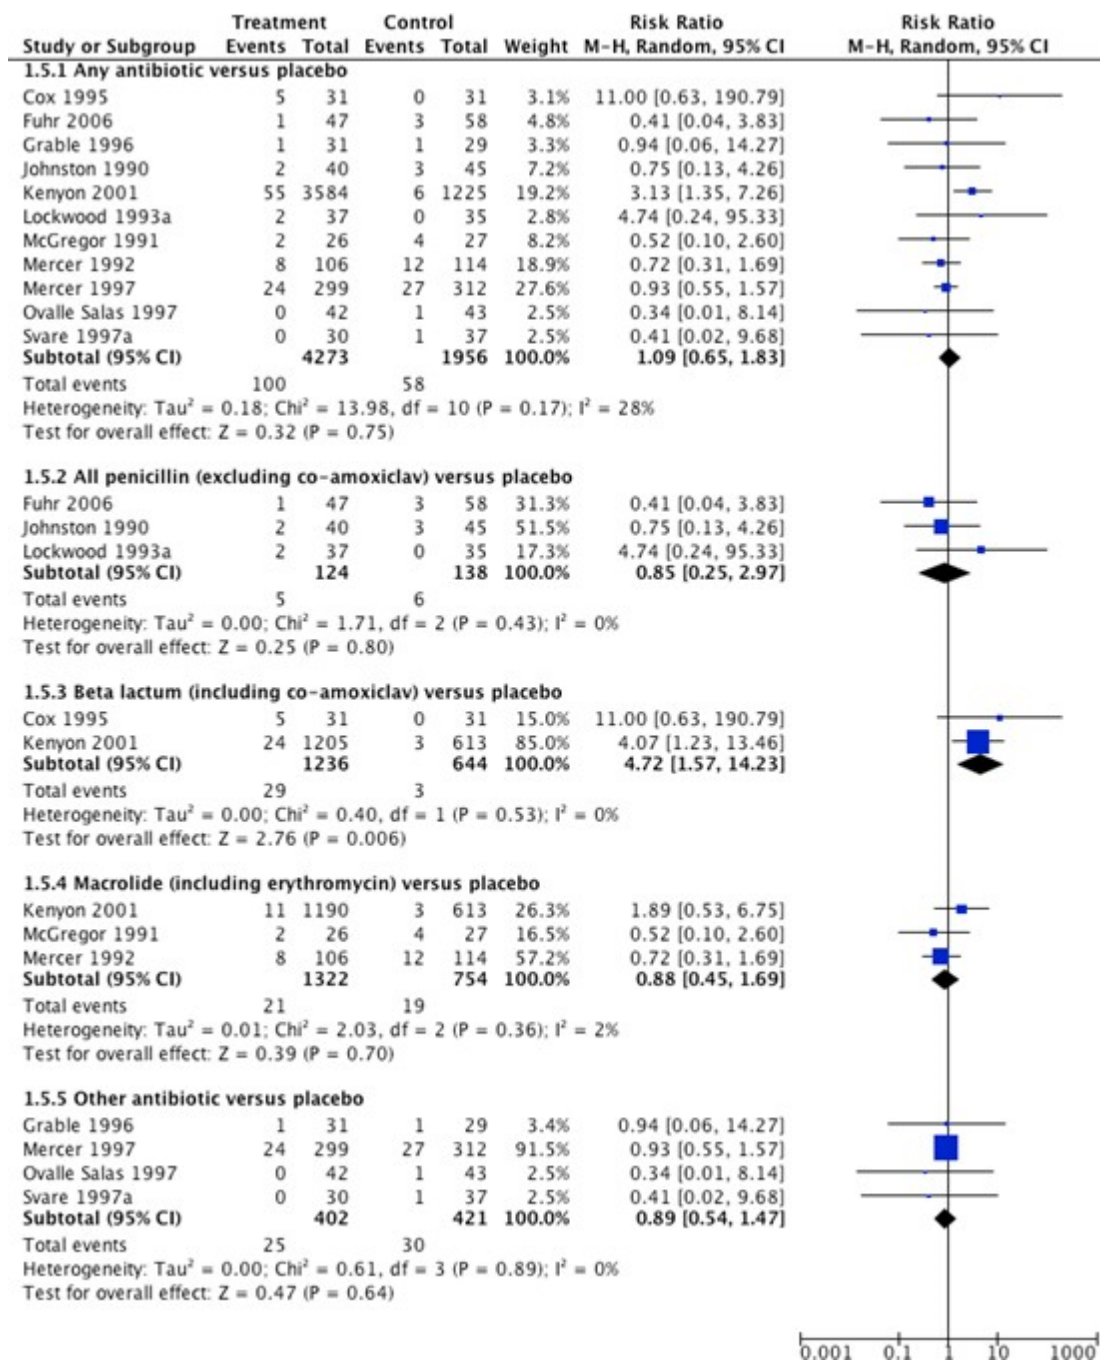 Treatment Control Risk Ratio Risk Ratio
Study or Subgroup Events Total Events Total Weight M-H, Random, 95% CI M-H, Random, 95% CI
1.5.1 Any antibiotic versus placebo
Cox 1995 5 31 0 31 3.1% 11.00 [0.63, 190.79]
Fuhr 2006 1 47 3 58 4.8% 0.41 [0.04, 3.83]
Grable 1996 1 31 1 29 3.3% 0.94 [0.06, 14.27]
Johnston 1990 2 40 3 45 7.2% 0.75 [0.13, 4.26]
Kenyon 2001 55 3584 6 1225 19.2% 3.13 [1.35, 7.26]
Lockwood 1993a 2 37 0 35 2.8% 4.74 [0.24, 95.33]
McGregor 1991 2 26 4 27 8.2% 0.52 [0.10, 2.60]
Mercer 1992 8 106 12 114 18.9% 0.72 [0.31, 1.69]
Mercer 1997 24 299 27 312 27.6% 0.93 [0.55, 1.57]
Ovalle Salas 1997 0 42 1 43 2.5% 0.34 [0.01, 8.14]
Svare 1997a 0 30 1 37 2.5% 0.41 [0.02, 9.68]
Subtotal (95% CI) 4273 1956 100.0% 1.09 [0.65, 1.83]
Total events 100 58
Heterogeneity: Tau² = 0.18; Chi² = 13.98, df = 10 (P = 0.17); I² = 28%
Test for overall effect: Z = 0.32 (P = 0.75)
1.5.2 All penicillin (excluding co-amoxiclav) versus placebo
Fuhr 2006 1 47 3 58 31.3% 0.41 [0.04, 3.83]
Johnston 1990 2 40 3 45 51.5% 0.75 [0.13, 4.26]
Lockwood 1993a 2 37 0 35 17.3% 4.74 [0.24, 95.33]
Subtotal (95% CI) 124 138 100.0% 0.85 [0.25, 2.97]
Total events 5 6
Heterogeneity: Tau² = 0.00; Chi² = 1.71, df = 2 (P = 0.43); I² = 0%
Test for overall effect: Z = 0.25 (P = 0.80)
1.5.3 Beta lactum (including co-amoxiclav) versus placebo
Cox 1995 5 31 0 31 15.0% 11.00 [0.63, 190.79]
Kenyon 2001 24 1205 3 613 85.0% 4.07 [1.23, 13.46]
Subtotal (95% CI) 1236 644 100.0% 4.72 [1.57, 14.23]
Total events 29 3
Heterogeneity: Tau² = 0.00; Chi² = 0.40, df = 1 (P = 0.53); I² = 0%
Test for overall effect: Z = 2.76 (P = 0.006)
1.5.4 Macrolide (including erythromycin) versus placebo
Kenyon 2001 11 1190 3 613 26.3% 1.89 [0.53, 6.75]
McGregor 1991 2 26 4 27 16.5% 0.52 [0.10, 2.60]
Mercer 1992 8 106 12 114 57.2% 0.72 [0.31, 1.69]
Subtotal (95% CI) 1322 754 100.0% 0.88 [0.45, 1.69]
Total events 21 19
Heterogeneity: Tau² = 0.01; Chi² = 2.03, df = 2 (P = 0.36); I² = 2%
Test for overall effect: Z = 0.39 (P = 0.70)
1.5.5 Other antibiotic versus placebo
Grable 1996 1 31 1 29 3.4% 0.94 [0.06, 14.27]
Mercer 1997 24 299 27 312 91.5% 0.93 [0.55, 1.57]
Ovalle Salas 1997 0 42 1 43 2.5% 0.34 [0.01, 8.14]
Svare 1997a 0 30 1 37 2.5% 0.41 [0.02, 9.68]
Subtotal (95% CI) 402 421 100.0% 0.89 [0.54, 1.47]
Total events 25 30
Heterogeneity: Tau² = 0.00; Chi² = 0.61, df = 3 (P = 0.89); I² = 0%
Test for overall effect: Z = 0.47 (P = 0.64)
0.001 0.1 1 10 1000